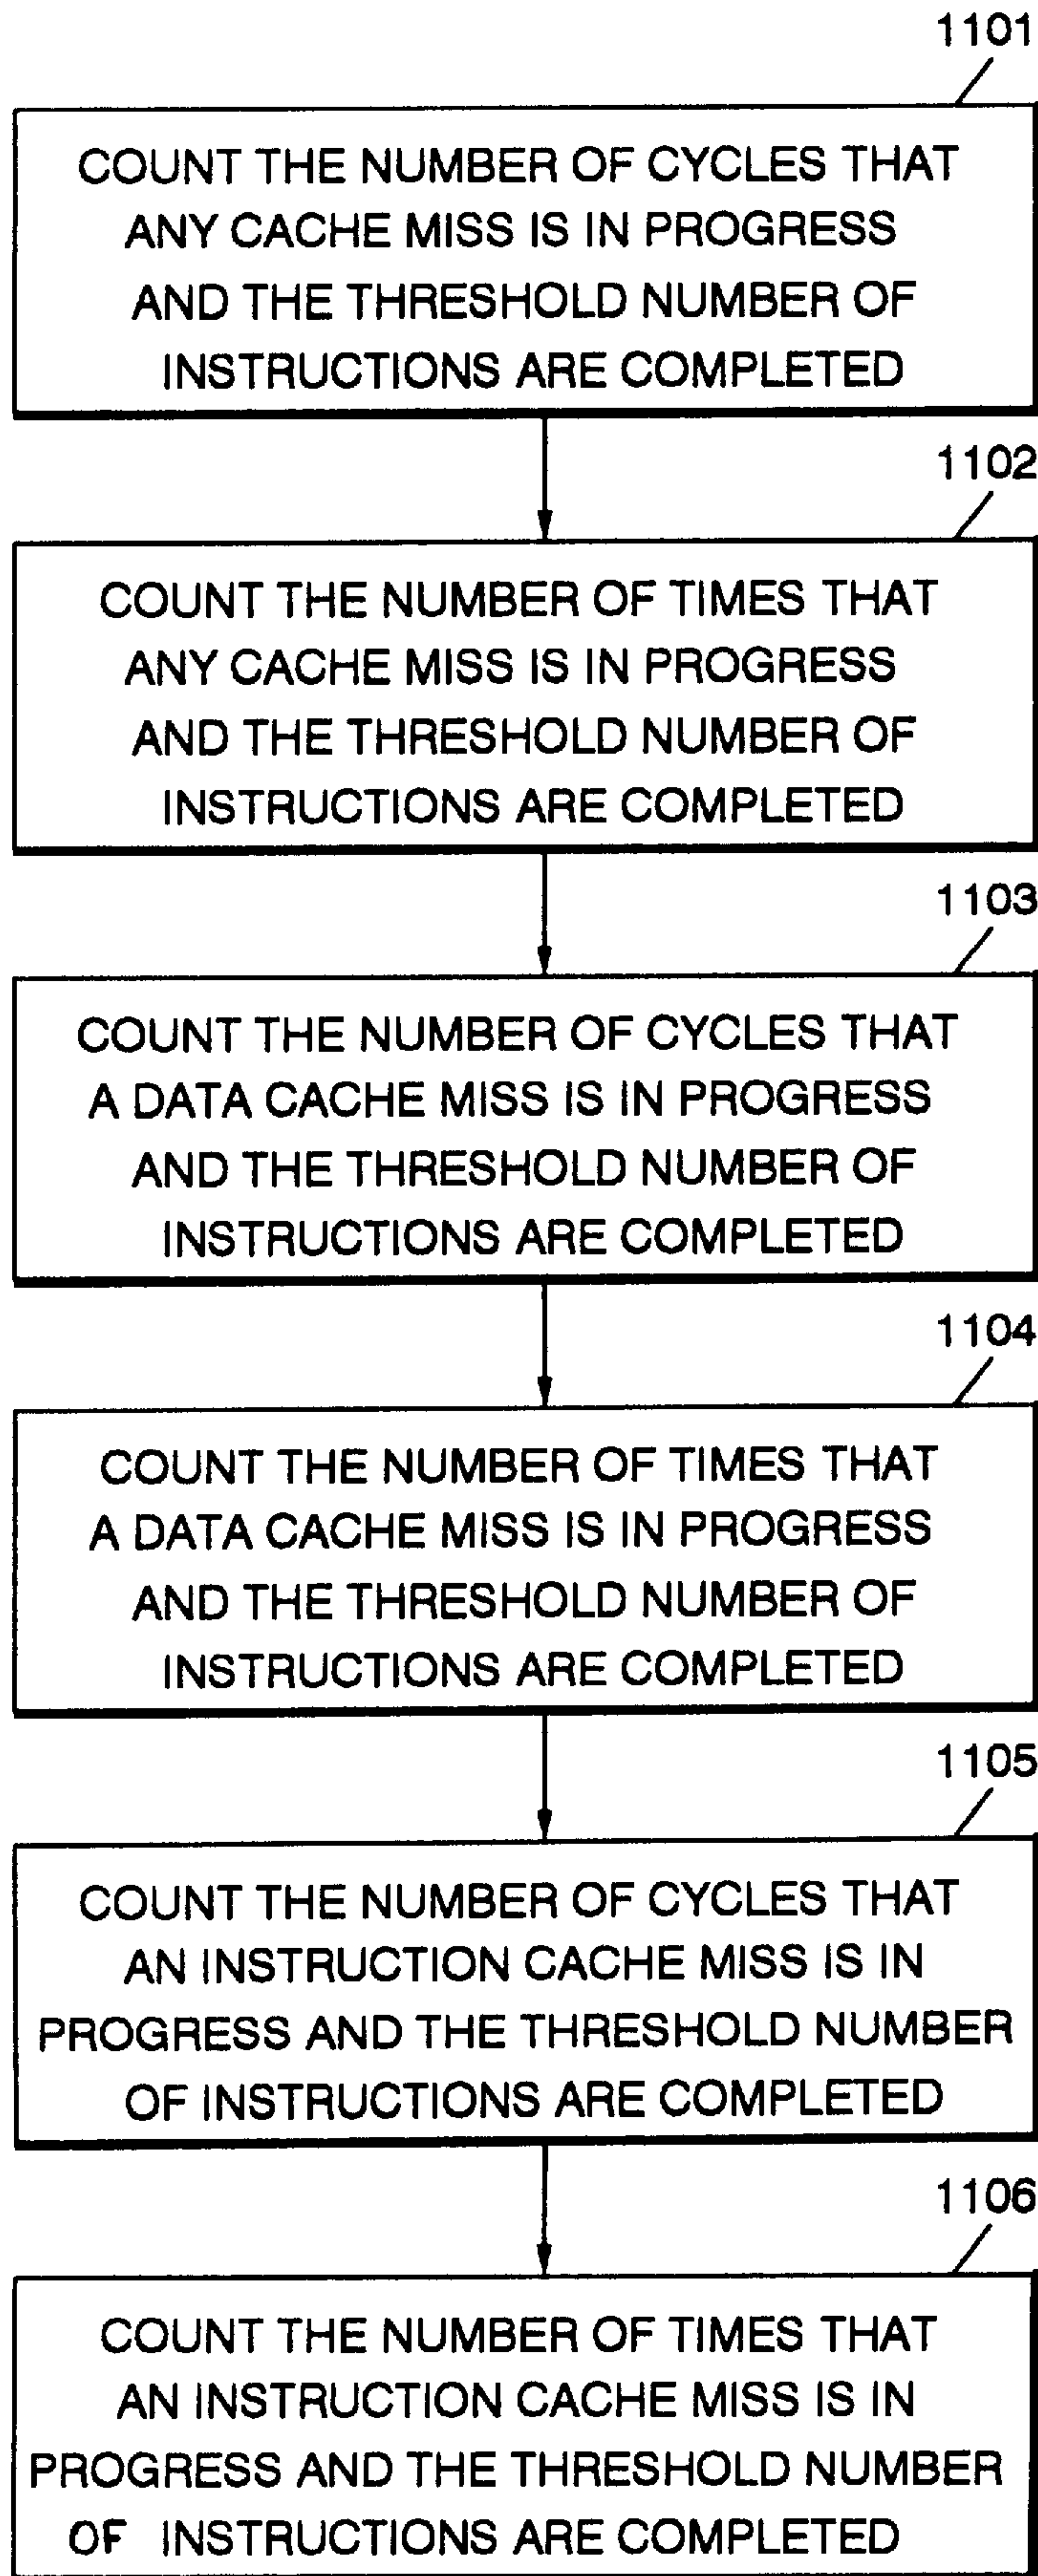 1101
COUNT THE NUMBER OF CYCLES THAT
ANY CACHE MISS IS IN PROGRESS
AND THE THRESHOLD NUMBER OF
INSTRUCTIONS ARE COMPLETED
1102
COUNT THE NUMBER OF TIMES THAT
ANY CACHE MISS IS IN PROGRESS
AND THE THRESHOLD NUMBER OF
INSTRUCTIONS ARE COMPLETED
1103
COUNT THE NUMBER OF CYCLES THAT
A DATA CACHE MISS IS IN PROGRESS
AND THE THRESHOLD NUMBER OF
INSTRUCTIONS ARE COMPLETED
1104
COUNT THE NUMBER OF TIMES THAT
A DATA CACHE MISS IS IN PROGRESS
AND THE THRESHOLD NUMBER OF
INSTRUCTIONS ARE COMPLETED
1105
COUNT THE NUMBER OF CYCLES THAT
AN INSTRUCTION CACHE MISS IS IN
PROGRESS AND THE THRESHOLD NUMBER
OF INSTRUCTIONS ARE COMPLETED
1106
COUNT THE NUMBER OF TIMES THAT
AN INSTRUCTION CACHE MISS IS IN
PROGRESS AND THE THRESHOLD NUMBER
OF INSTRUCTIONS ARE COMPLETED